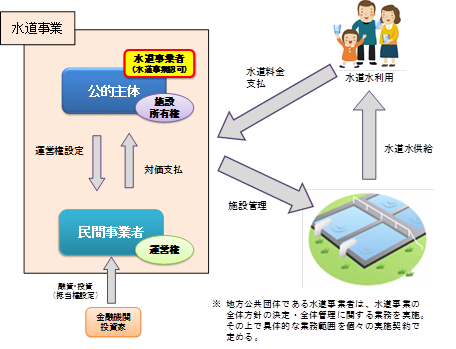 水道事業
水道事業者
(水道事業認可)
公的主体
施設
所有権
運営権設定
対価支払
民間事業者
運営権
融資・投資
(抵当権設定)
金融機関
投資家
水道料金
支払
水道水利用
水道水供給
施設管理
※ 地方公共団体である水道事業者は、水道事業の
全体方針の決定・全体管理に関する業務を実施。
その上で具体的な業務範囲を個々の実施契約で
定める。